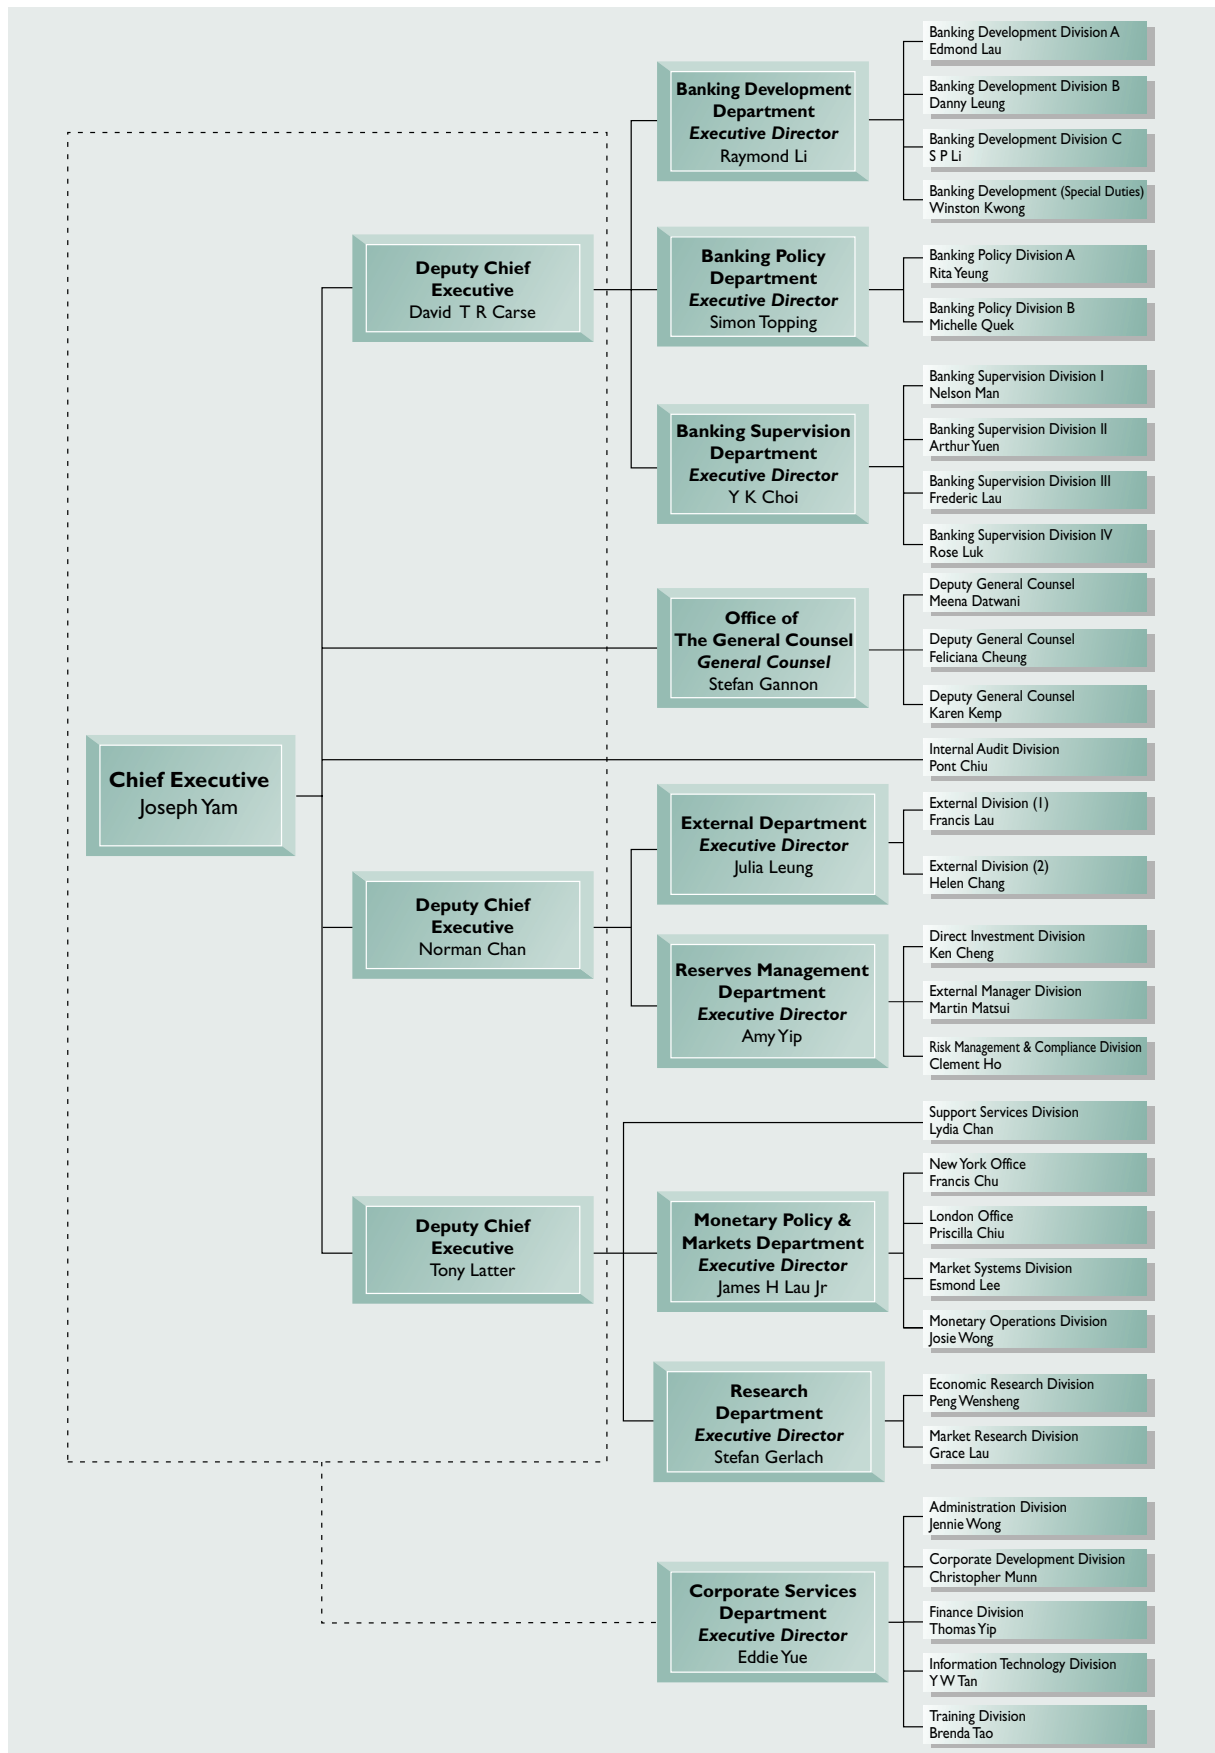 Chief Executive
Joseph Yam
Deputy Chief
Executive
David T R Carse
Banking Development
Department
Executive Director
Raymond Li
Banking Development Division A
Edmond Lau
Banking Development Division B
Danny Leung
Banking Development Division C
S P Li
Banking Development (Special Duties)
Winston Kwong
Banking Policy
Department
Executive Director
Simon Topping
Banking Policy Division A
Rita Yeung
Banking Policy Division B
Michelle Quek
Banking Supervision
Department
Executive Director
Y K Choi
Banking Supervision Division I
Nelson Man
Banking Supervision Division II
Arthur Yuen
Banking Supervision Division III
Frederic Lau
Banking Supervision Division IV
Rose Luk
Office of
The General Counsel
General Counsel
Stefan Gannon
Deputy General Counsel
Meena Datwani
Deputy General Counsel
Feliciana Cheung
Deputy General Counsel
Karen Kemp
Internal Audit Division
Pont Chiu
Deputy Chief
Executive
Norman Chan
External Department
Executive Director
Julia Leung
External Division (1)
Francis Lau
External Division (2)
Helen Chang
Reserves Management
Department
Executive Director
Amy Yip
Direct Investment Division
Ken Cheng
External Manager Division
Martin Matsui
Risk Management & Compliance Division
Clement Ho
Deputy Chief
Executive
Tony Latter
Support Services Division
Lydia Chan
Monetary Policy &
Markets Department
Executive Director
James H Lau Jr
New York Office
Francis Chu
London Office
Priscilla Chiu
Market Systems Division
Esmond Lee
Monetary Operations Division
Josie Wong
Research
Department
Executive Director
Stefan Gerlach
Economic Research Division
Peng Wensheng
Market Research Division
Grace Lau
Corporate Services
Department
Executive Director
Eddie Yue
Administration Division
Jennie Wong
Corporate Development Division
Christopher Munn
Finance Division
Thomas Yip
Information Technology Division
Y W Tan
Training Division
Brenda Tao